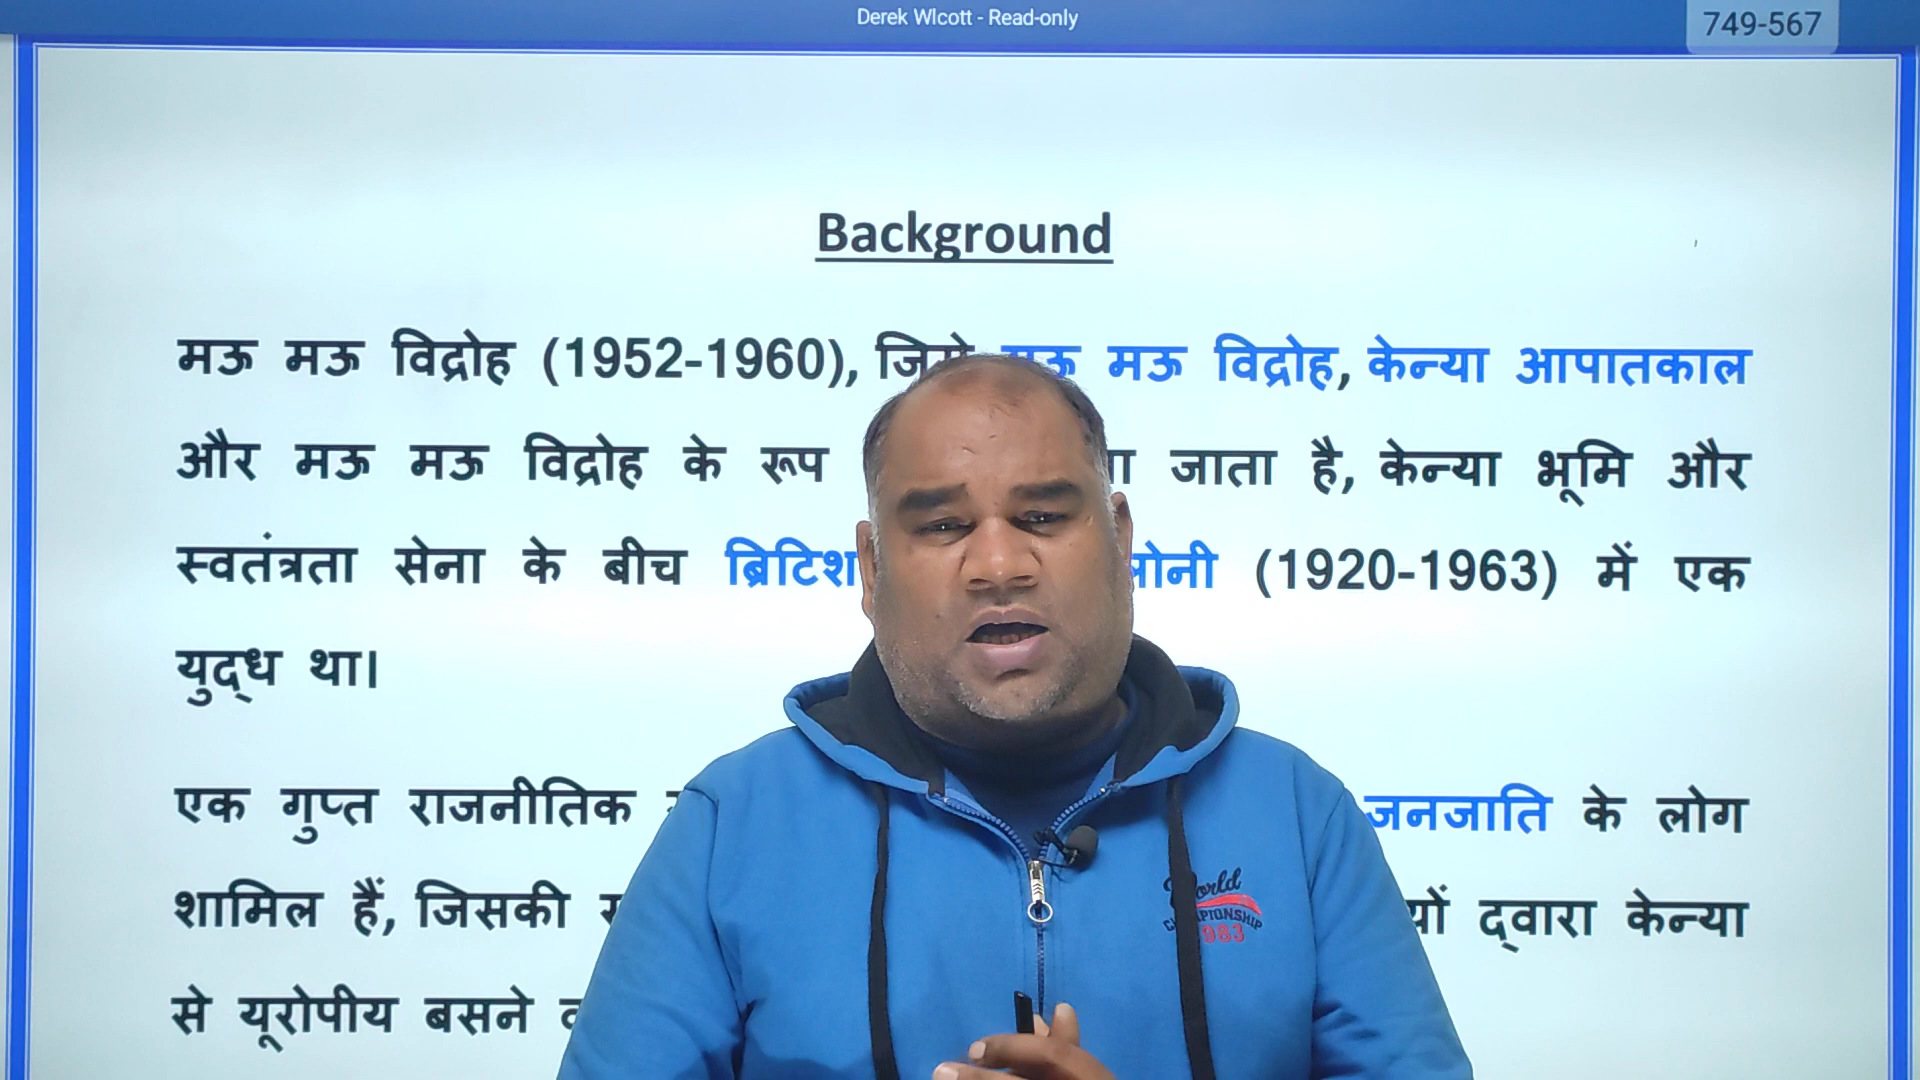 Derek Wlcott - Read-only
749-567
Background
मऊ मऊ विद्रोह (1952-1960), मऊ विद्रोह, केन्या आपातकाल
और मऊ मऊ विद्रोह के रूप जाता है, केन्या भूमि और
स्वतंत्रता सेना के बीच ब्रिटिश (1920-1963) में एक
युद्ध था।
एक गुप्त राजनीतिक जनजाति के लोग
शामिल हैं, जिसकी द्वारा केन्या
से यूरोपीय बसने